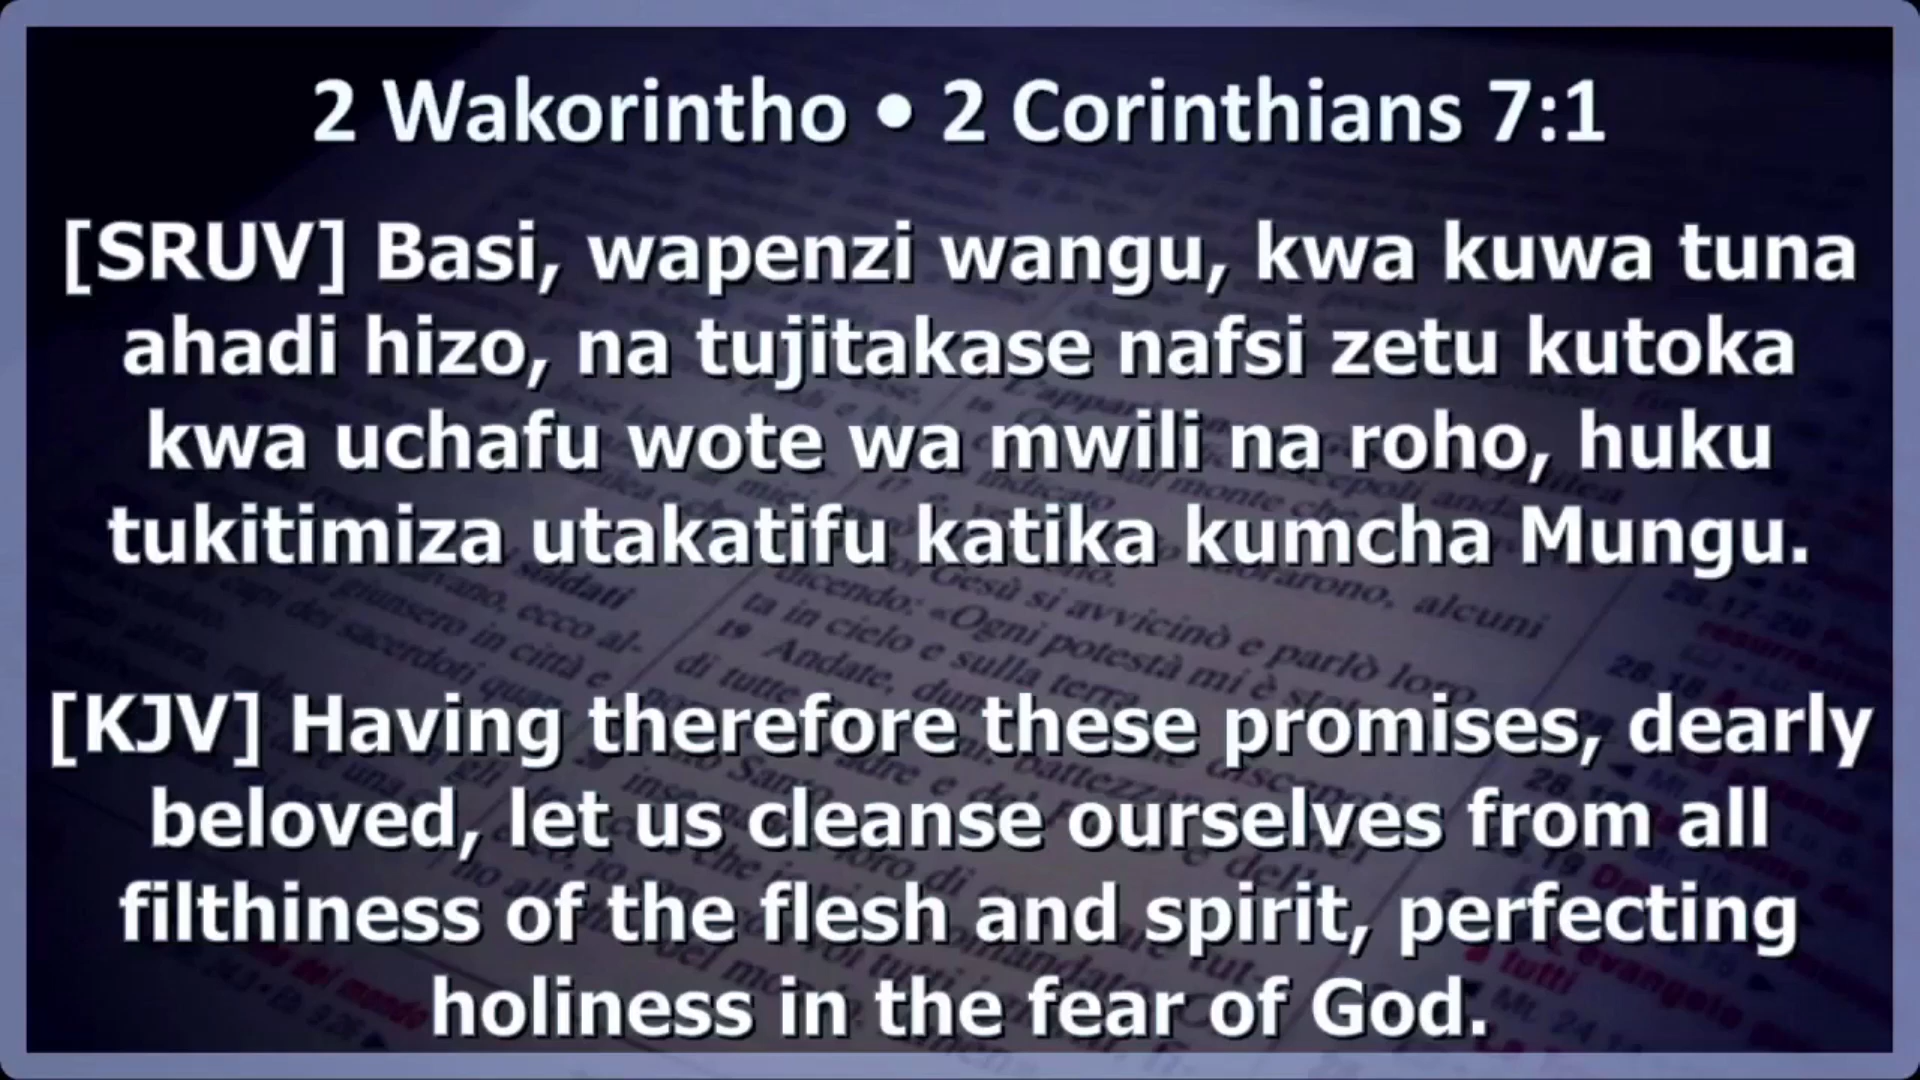 2 Wakorintho • 2 Corinthians 7:1
[SRUV] Basi, wapenzi wangu, kwa kuwa tuna
ahadi hizo, na tujitakase nafsi zetu kutoka
kwa uchafu wote wa mwili na roho, huku
tukitimiza utakatifu katika kumcha Mungu.
[KJV] Having therefore these promises, dearly
beloved, let us cleanse ourselves from all
filthiness of the flesh and spirit, perfecting
holiness in the fear of God.